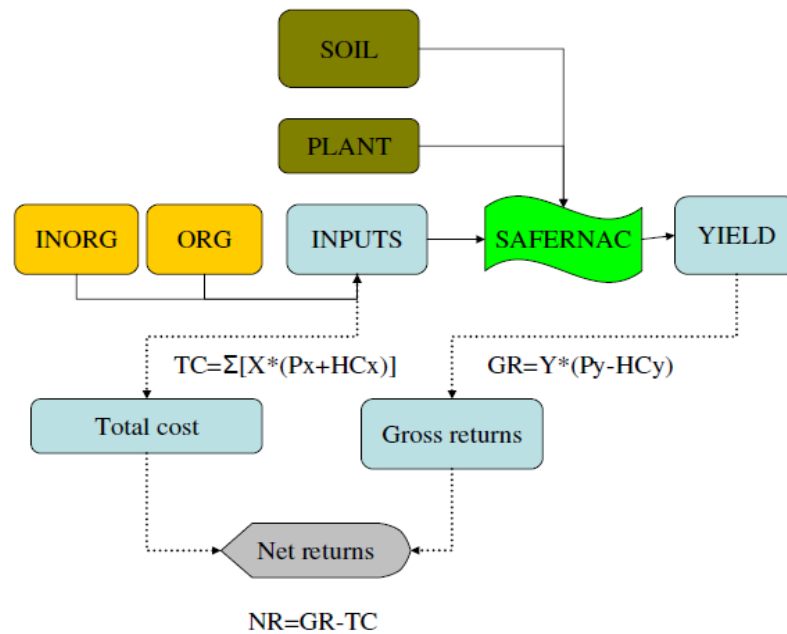 SOIL
PLANT
INORG
ORG
INPUTS
SAFERNAC
YIELD
TC=Σ[X*(Px+HCx)]
GR=Y*(Py-HCy)
Total cost
Gross returns
Net returns
NR=GR-TC